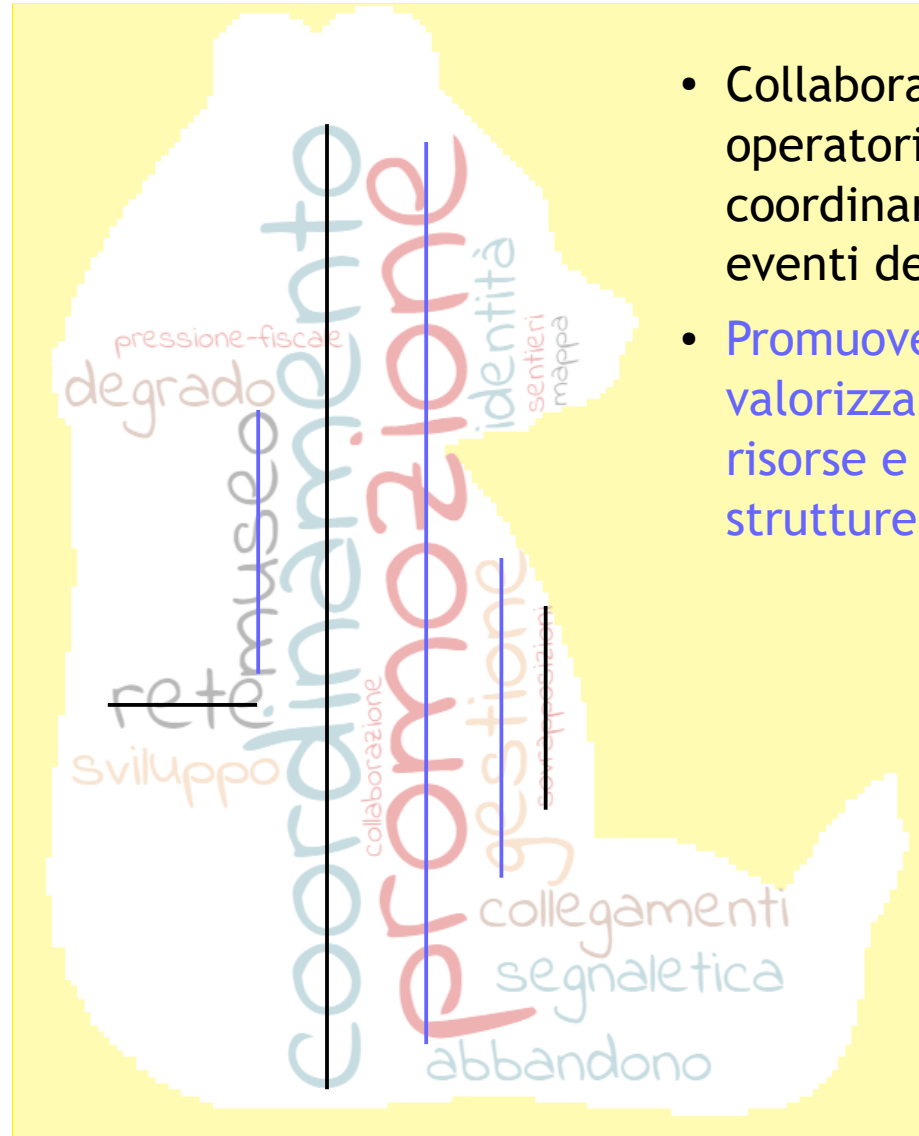 • Collabora
operatori
coordinar
eventi de
• Promuove
valorizza
risorse e
strutture
coordinamento
promozione
identità
sentieri
mappa
pressione-fiscale
degrado
museo
rete
sviluppo
collaborazione
gestione
sovrapposizioni
collegamenti
segnaletica
abbandono